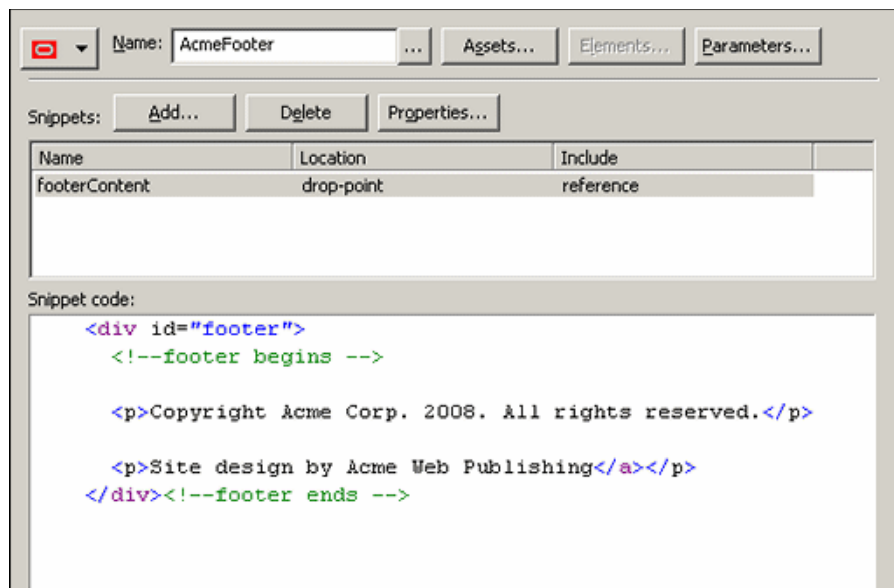 Name: AcmeFooter ... Assets... Elements... Parameters...
Snippets: Add... Delete Properties...
Name Location Include
footerContent drop-point reference
Snippet code:
<div id="footer">
<!--footer begins -->
<p>Copyright Acme Corp. 2008. All rights reserved.</p>
<p>Site design by Acme Web Publishing</a></p>
</div><!--footer ends -->